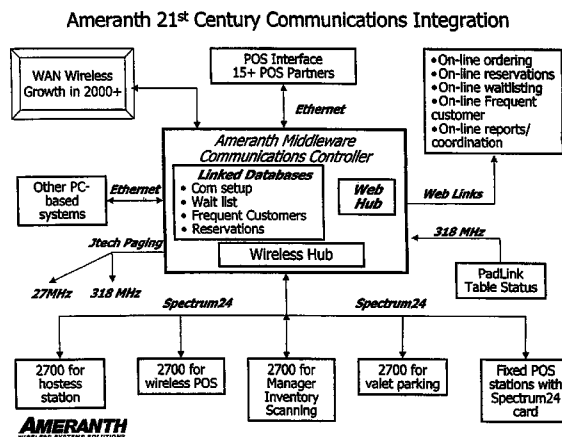 Ameranth 21st Century Communications Integration
WAN Wireless
Growth in 2000+
POS Interface
15+ POS Partners
•On-line ordering
•On-line reservations
•On-line waitlisting
•On-line Frequent
customer
•On-line reports/
coordination
Ethernet
Ameranth Middleware
Communications Controller
Linked Databases
• Com setup
• Wait list
• Frequent Customers
• Reservations
Web
Hub
Wireless Hub
Other PC-
based
systems
Ethernet
Web Links
318 MHz
PadLink
Table Status
Jtech Paging
27MHz
318 MHz
Spectrum24
Spectrum24
2700 for
hostess
station
2700 for
wireless POS
2700 for
Manager
Inventory
Scanning
2700 for
valet parking
Fixed POS
stations with
Spectrum24
card
AMERANTH
WIRELESS SYSTEMS SOLUTIONS